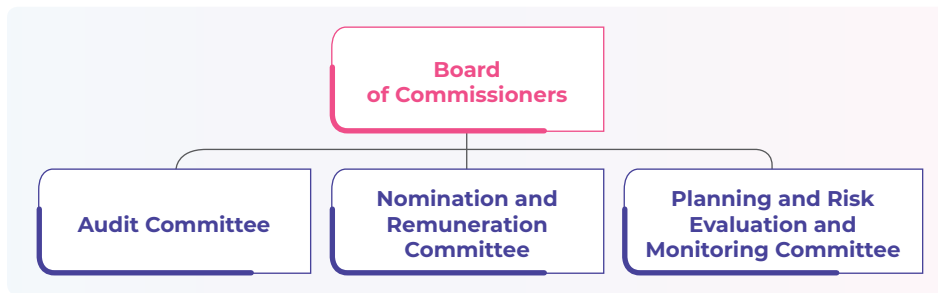 Board
of Commissioners
Audit Committee
Nomination and
Remuneration
Committee
Planning and Risk
Evaluation and
Monitoring Committee